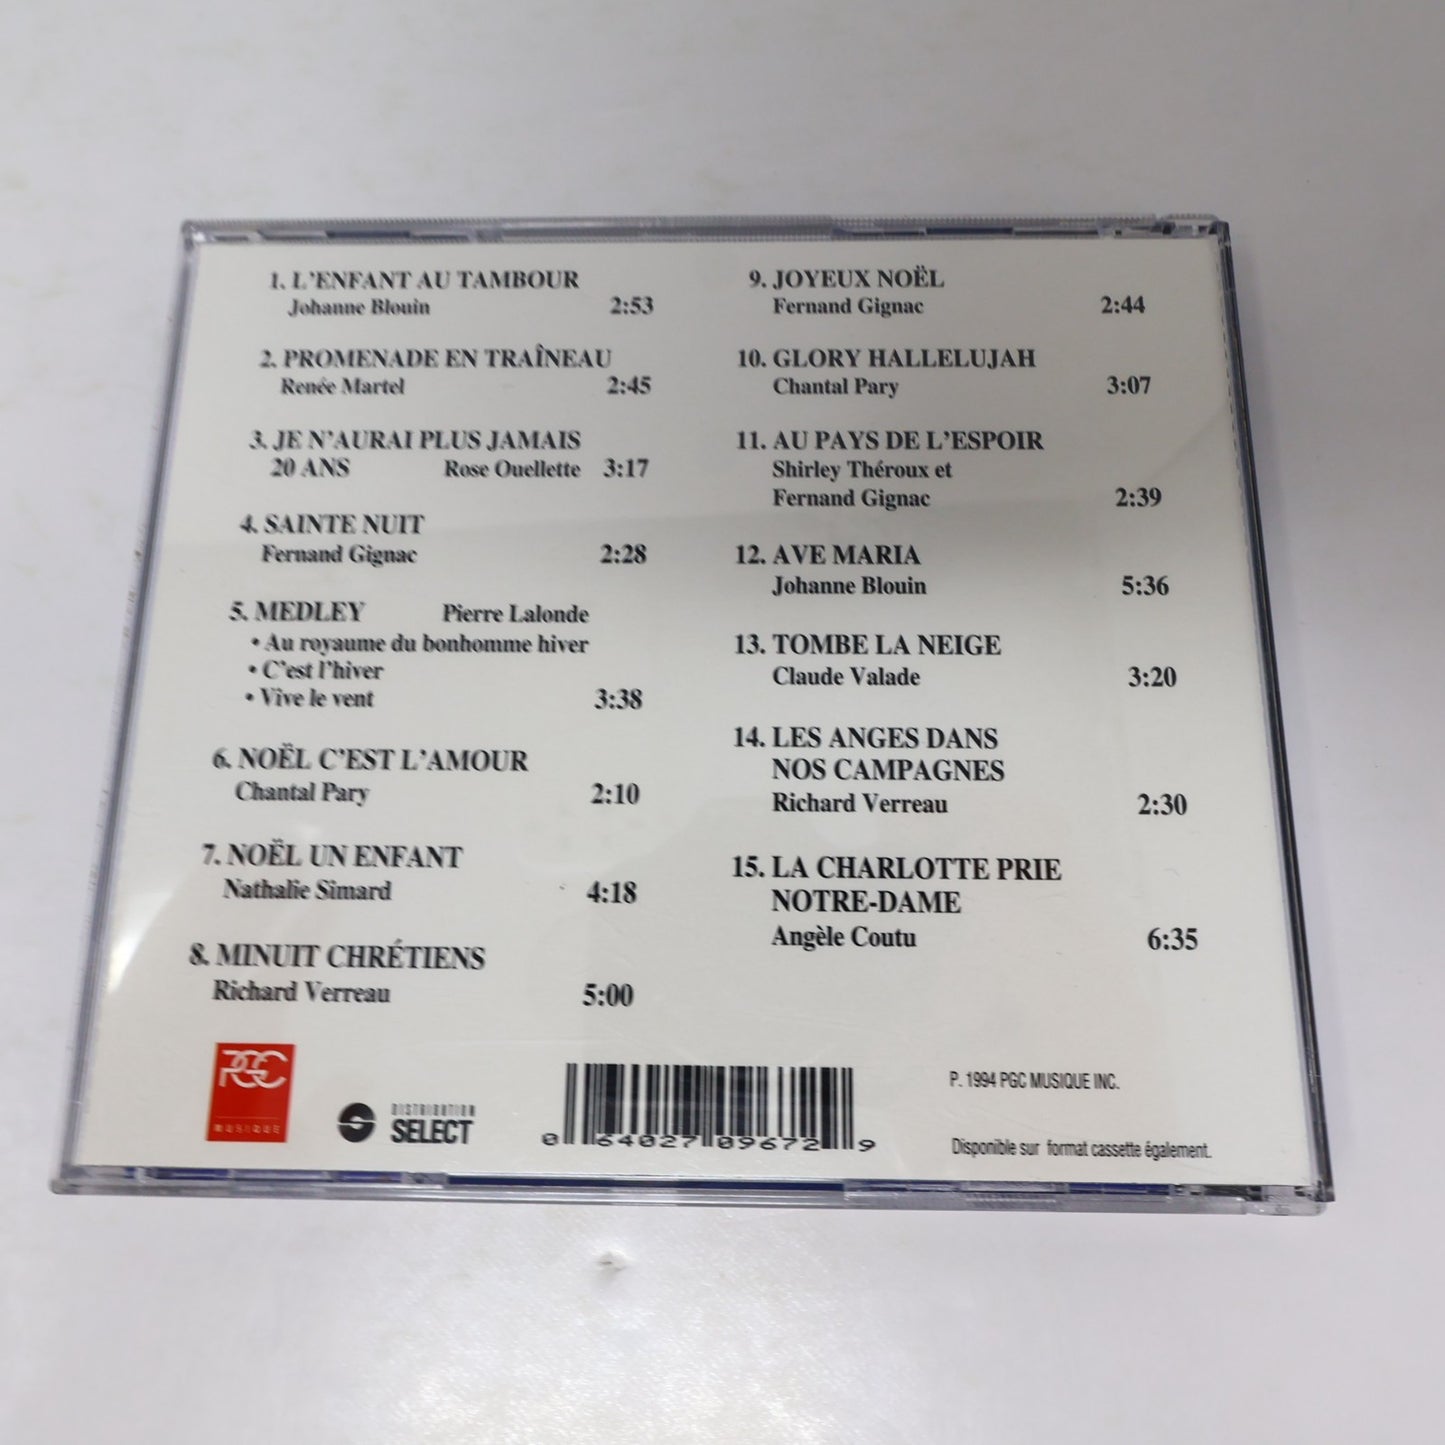 1. L'ENFANT AU TAMBOUR
Johanne Blouin 2:53
2. PROMENADE EN TRAÎNEAU
Renée Martel 2:45
3. JE N'AURAI PLUS JAMAIS
20 ANS Rose Ouellette 3:17
4. SAINTE NUIT
Fernand Gignac 2:28
5. MEDLEY Pierre Lalonde
• Au royaume du bonhomme hiver
• C'est l'hiver
• Vive le vent 3:38
6. NOËL C'EST L'AMOUR
Chantal Pary 2:10
7. NOËL UN ENFANT
Nathalie Simard 4:18
8. MINUIT CHRÉTIENS
Richard Verreau 5:00
9. JOYEUX NOËL
Fernand Gignac 2:44
10. GLORY HALLELUJAH
Chantal Pary 3:07
11. AU PAYS DE L'ESPOIR
Shirley Théroux et
Fernand Gignac 2:39
12. AVE MARIA
Johanne Blouin 5:36
13. TOMBE LA NEIGE
Claude Valade 3:20
14. LES ANGES DANS
NOS CAMPAGNES
Richard Verreau 2:30
15. LA CHARLOTTE PRIE
NOTRE-DAME
Angèle Coutu 6:35
PGC
MUSIQUE
DISTRIBUTION
SELECT
0 64027 09672 9
P. 1994 PGC MUSIQUE INC.
Disponible sur format cassette également.